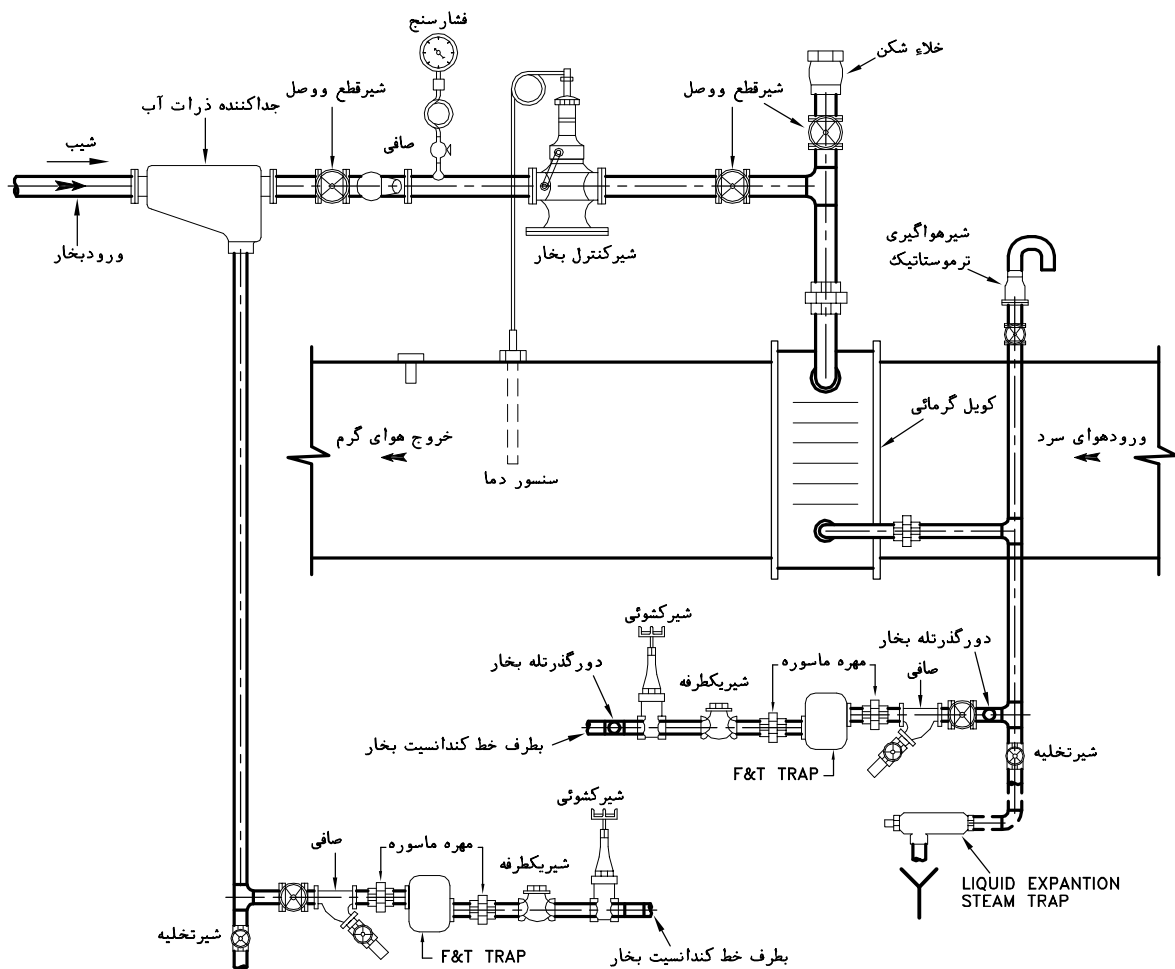 فشارسنج
خلاء شکن
شیرقطع ووصل
شیرقطع ووصل
جداکننده ذرات آب
صافی
شیب
ورودبخار
شیرکنترل بخار
شیرهواگیری
ترموستاتیک
کویل گرمائی
خروج هوای گرم
ورودهوای سرد
سنسور دما
شیرکشوئی
دورگذرتله بخار
دورگذرتله بخار
صافی
مهره ماسوره
شیریکطرفه
بطرف خط کندانسیت بخار
شیرتخلیه
F&T TRAP
شیرکشوئی
صافی
مهره ماسوره
شیریکطرفه
LIQUID EXPANTION
STEAM TRAP
شیرتخلیه
F&T TRAP
بطرف خط کندانسیت بخار